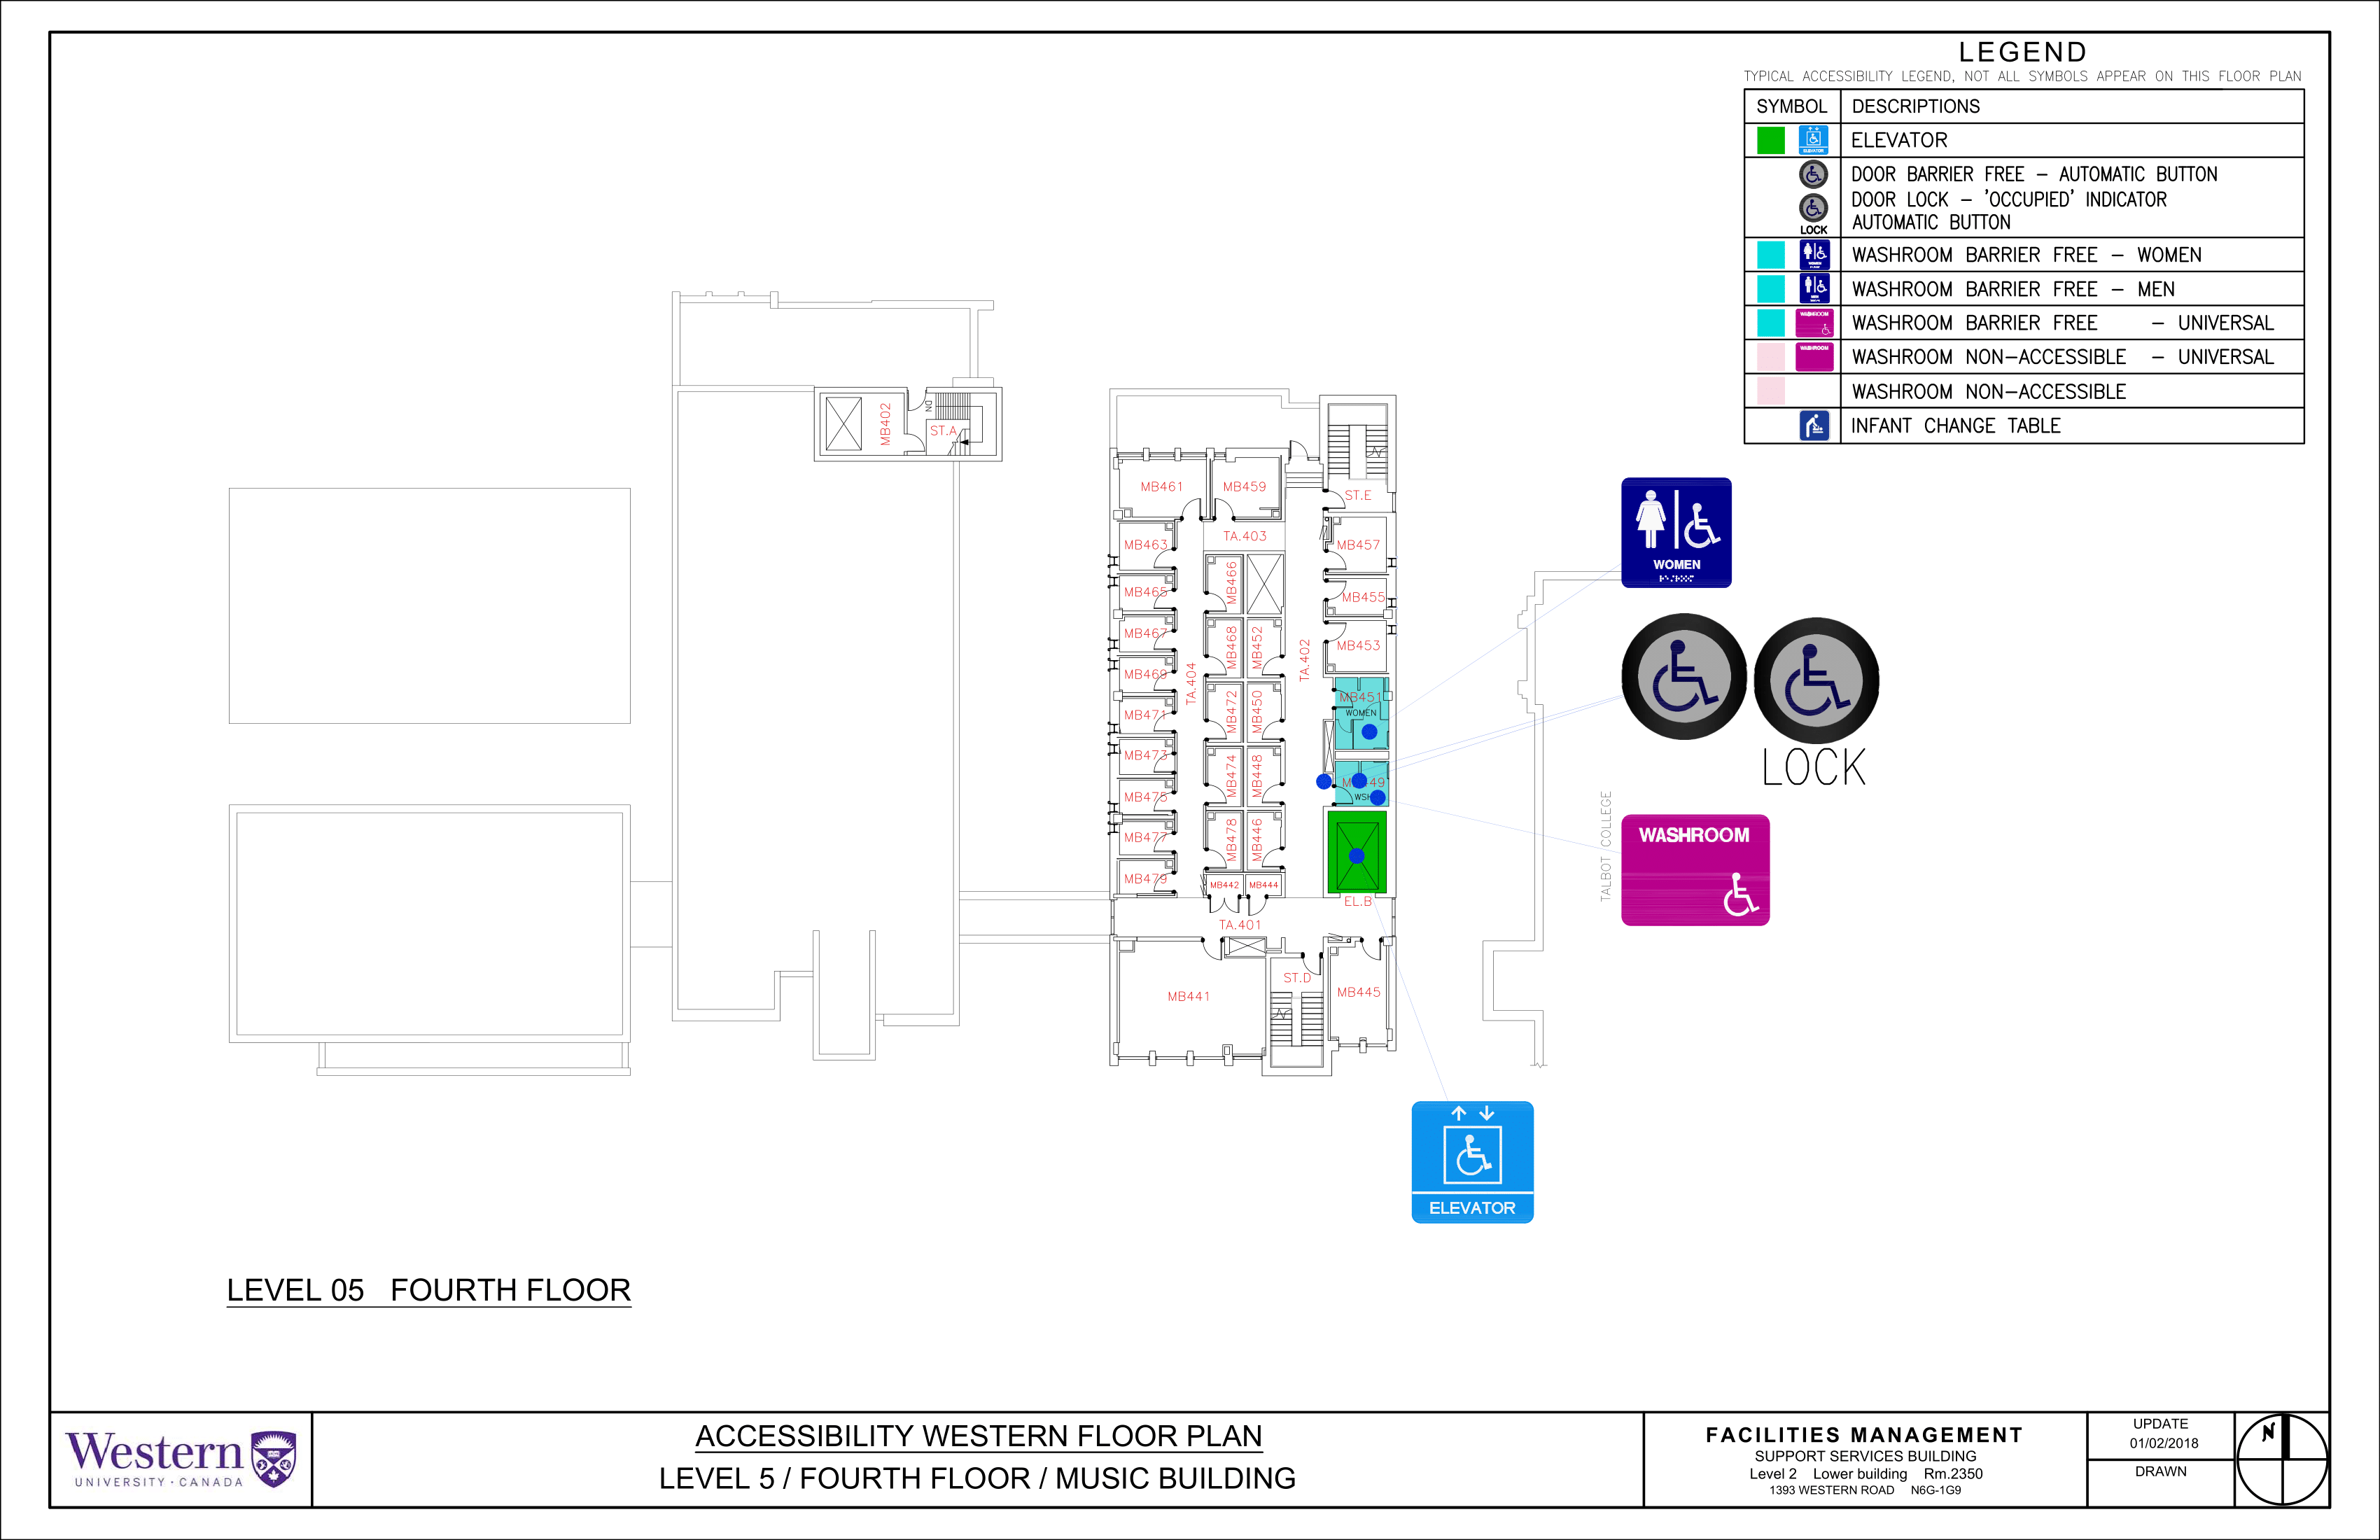 LEGEND
TYPICAL ACCESSIBILITY LEGEND, NOT ALL SYMBOLS APPEAR ON THIS FLOOR PLAN
SYMBOL DESCRIPTIONS
ELEVATOR ELEVATOR
DOOR BARRIER FREE - AUTOMATIC BUTTON
DOOR LOCK - 'OCCUPIED' INDICATOR
LOCK AUTOMATIC BUTTON
WOMEN WASHROOM BARRIER FREE - WOMEN
MEN WASHROOM BARRIER FREE - MEN
WASHROOM WASHROOM BARRIER FREE - UNIVERSAL
WASHROOM WASHROOM NON-ACCESSIBLE - UNIVERSAL
WASHROOM NON-ACCESSIBLE
INFANT CHANGE TABLE
MB402
DN
ST.A
MB461
MB459
ST.E
TA.403
MB463
MB457
MB465
MB466
MB455
MB467
MB468
MB452
MB453
MB469
TA.404
TA.402
MB471
MB472
MB450
MB451
WOMEN
MB473
MB474
MB448
MB475
MB477
MB478
MB446
MB479
MB442
MB444
EL.B
TA.401
ST.D
MB441
MB445
WOMEN
LOCK
TALBOT COLLEGE
WASHROOM
ELEVATOR
LEVEL 05 FOURTH FLOOR
Western
UNIVERSITY · CANADA
ACCESSIBILITY WESTERN FLOOR PLAN
LEVEL 5 / FOURTH FLOOR / MUSIC BUILDING
FACILITIES MANAGEMENT
SUPPORT SERVICES BUILDING
Level 2 Lower building Rm.2350
1393 WESTERN ROAD N6G-1G9
UPDATE
01/02/2018
DRAWN
N